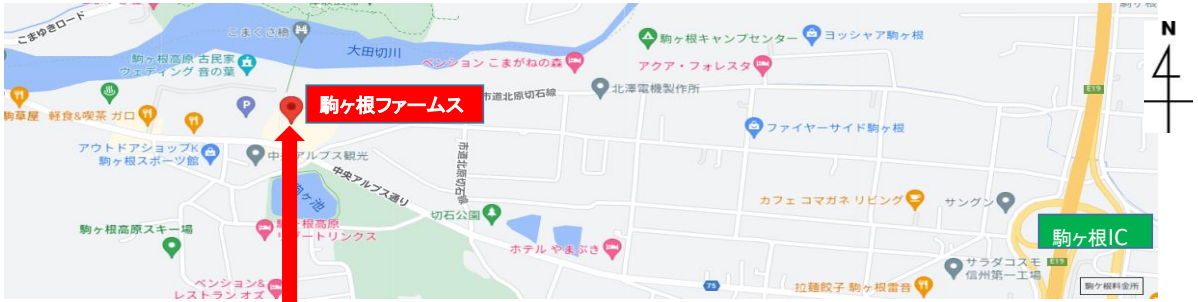 こまゆきロード
こまくさ橋
大田切川
駒ヶ根高原 古民家
ウェディング 音の葉
ペンション こまがねの森
駒ヶ根キャンプセンター
ヨッシャア駒ヶ根
アクア・フォレスタ
N
E19
P
駒ヶ根ファームス
市道北原切石線
北澤電機製作所
駒草屋 軽食&喫茶 ガロ
ファイヤーサイド駒ヶ根
アウトドアショップK
駒ヶ根スポーツ館
中央アルプス観光
中央アルプス通り
市道北原切石線
駒ヶ池
切石公園
カフェ コマガネ リビング
サングン
駒ヶ根高原スキー場
駒ヶ根高原
リゾートリンクス
ホテル やまぶき
駒ヶ根IC
サラダコスモ
信州第一工場
E19
ペンション&
レストラン オズ
75
拉麺餃子 駒ヶ根雷音
駒ヶ根料金所